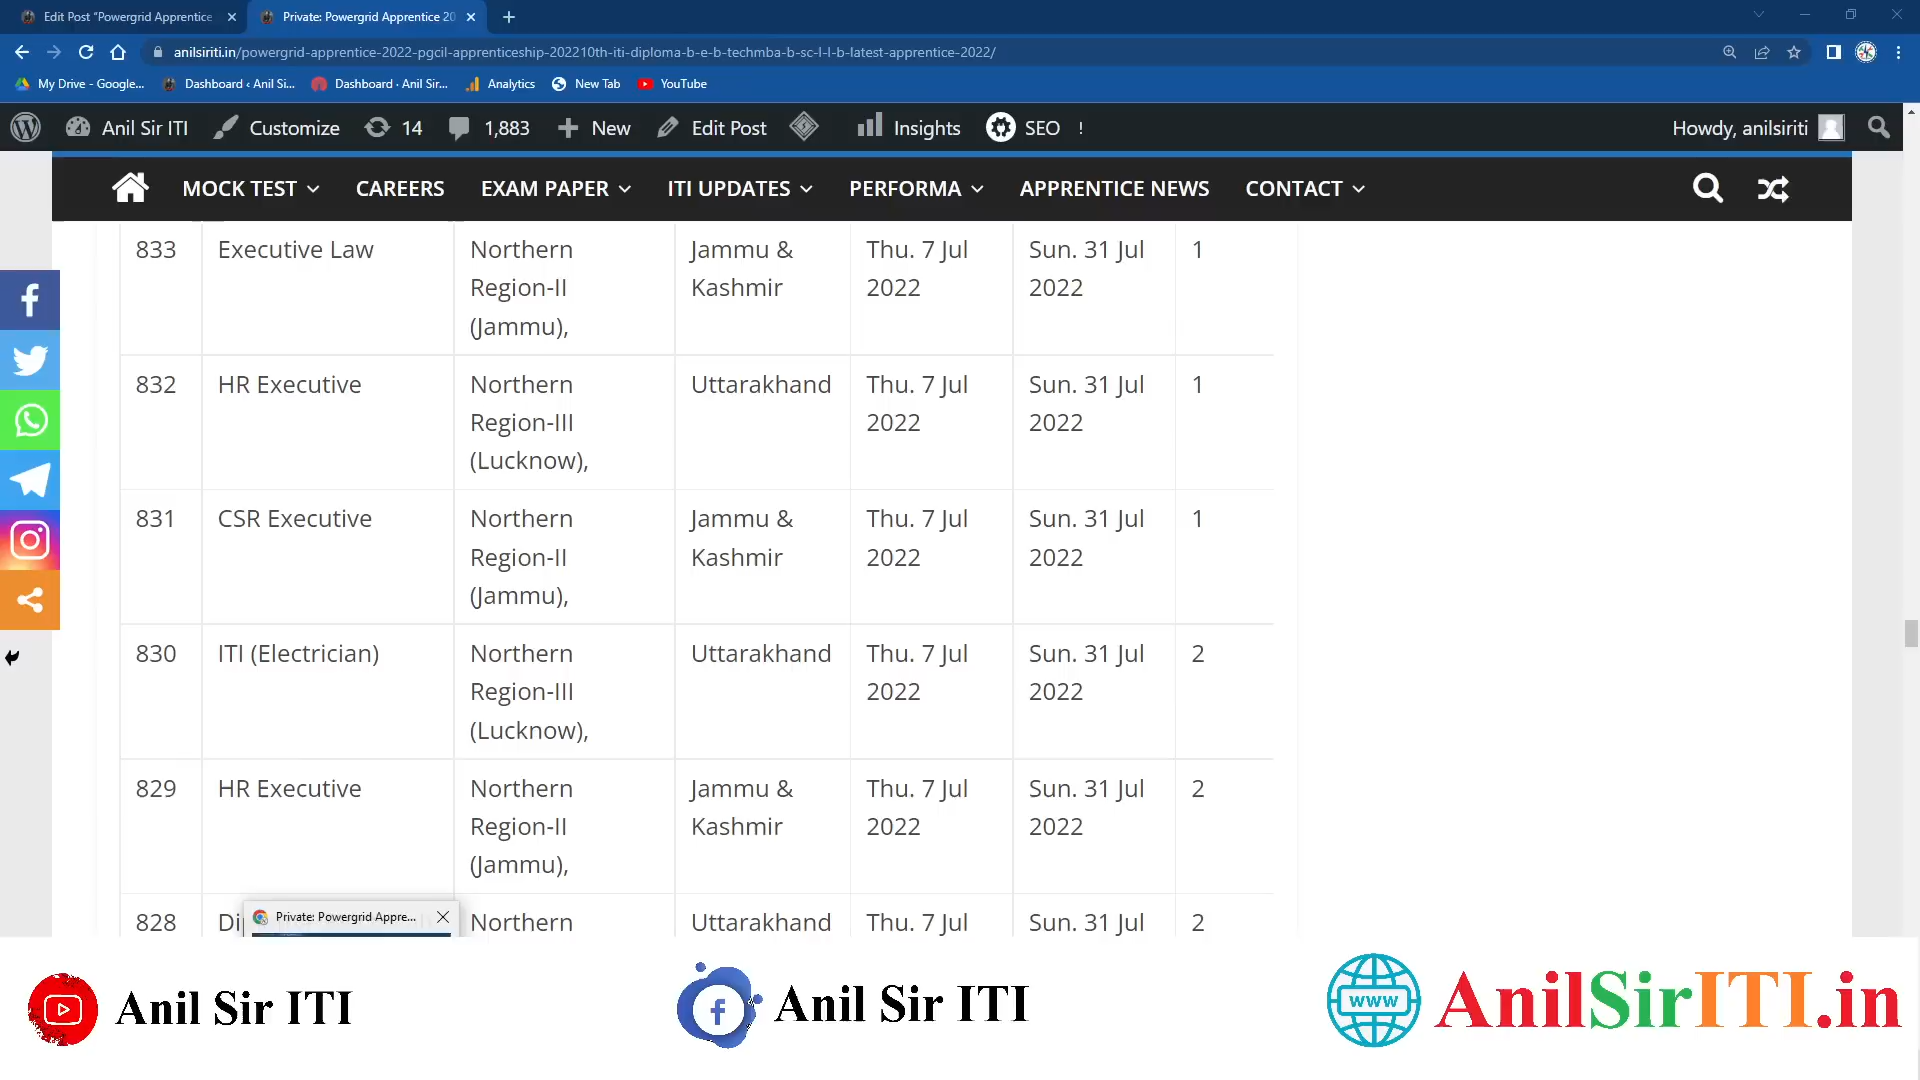 Edit Post "Powergrid Apprentice
Private: Powergrid Apprentice 20
anilsiriti.in/powergrid-apprentice-2022-pgcil-apprenticeship-202210th-iti-diploma-b-e-b-techmba-b-sc-l-l-b-latest-apprentice-2022/
My Drive - Google... Dashboard ‹ Anil Si... Dashboard · Anil Sir... Analytics New Tab YouTube
Anil Sir ITI Customize 14 1,883 New Edit Post Insights SEO ! Howdy, anilsiriti
MOCK TEST CAREERS EXAM PAPER ITI UPDATES PERFORMA APPRENTICE NEWS CONTACT
833 Executive Law Northern Jammu & Thu. 7 Jul Sun. 31 Jul 1
Region-II Kashmir 2022 2022
(Jammu),
832 HR Executive Northern Uttarakhand Thu. 7 Jul Sun. 31 Jul 1
Region-III 2022 2022
(Lucknow),
831 CSR Executive Northern Jammu & Thu. 7 Jul Sun. 31 Jul 1
Region-II Kashmir 2022 2022
(Jammu),
830 ITI (Electrician) Northern Uttarakhand Thu. 7 Jul Sun. 31 Jul 2
Region-III 2022 2022
(Lucknow),
829 HR Executive Northern Jammu & Thu. 7 Jul Sun. 31 Jul 2
Region-II Kashmir 2022 2022
(Jammu),
828 Northern Uttarakhand Thu. 7 Jul Sun. 31 Jul 2
Private: Powergrid Appre...
Anil Sir ITI
Anil Sir ITI
www
AnilSirITI.in